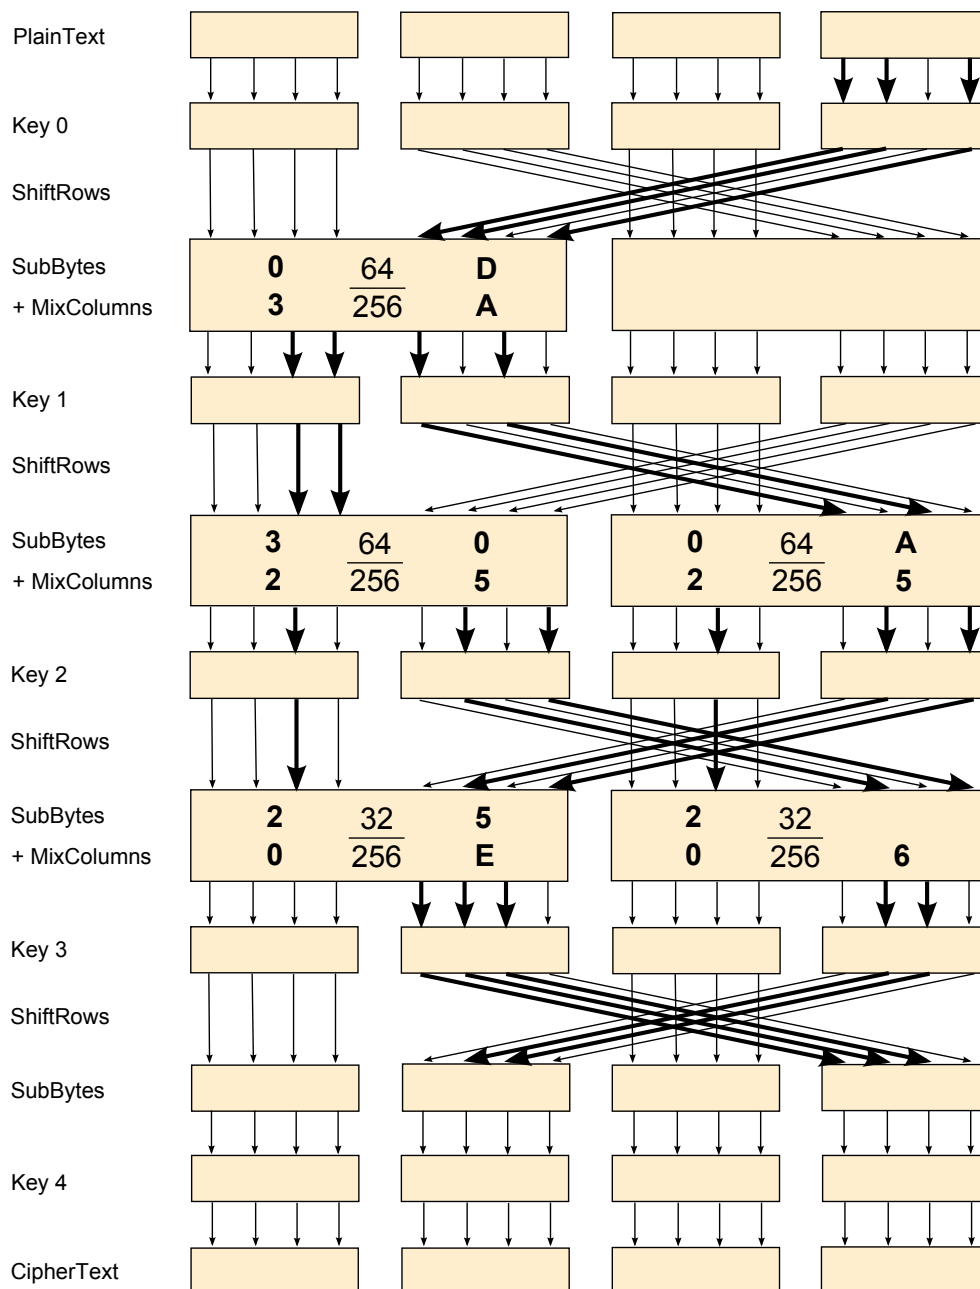 PlainText
Key 0
ShiftRows
SubBytes 0 64 D
+ MixColumns 3 256 A
Key 1
ShiftRows
SubBytes 3 64 0 0 64 A
+ MixColumns 2 256 5 2 256 5
Key 2
ShiftRows
SubBytes 2 32 5 2 32
+ MixColumns 0 256 E 0 256 6
Key 3
ShiftRows
SubBytes
Key 4
CipherText